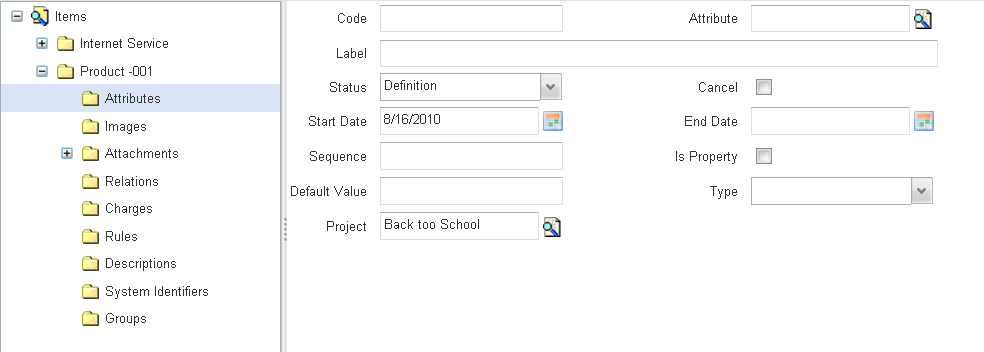 Items
Internet Service
Product -001
Attributes
Images
Attachments
Relations
Charges
Rules
Descriptions
System Identifiers
Groups
Code Attribute
Label
Status Definition Cancel
Start Date 8/16/2010 End Date
Sequence Is Property
Default Value Type
Project Back too School